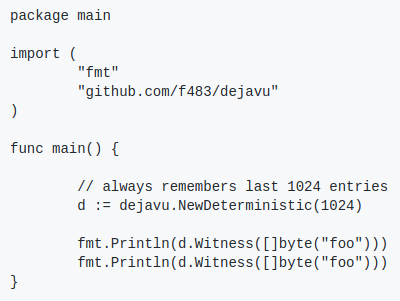 package main

import (
        "fmt"
        "github.com/f483/dejavu"
)

func main() {

        // always remembers last 1024 entries
        d := dejavu.NewDeterministic(1024)

        fmt.Println(d.Witness([]byte("foo")))
        fmt.Println(d.Witness([]byte("foo")))
}